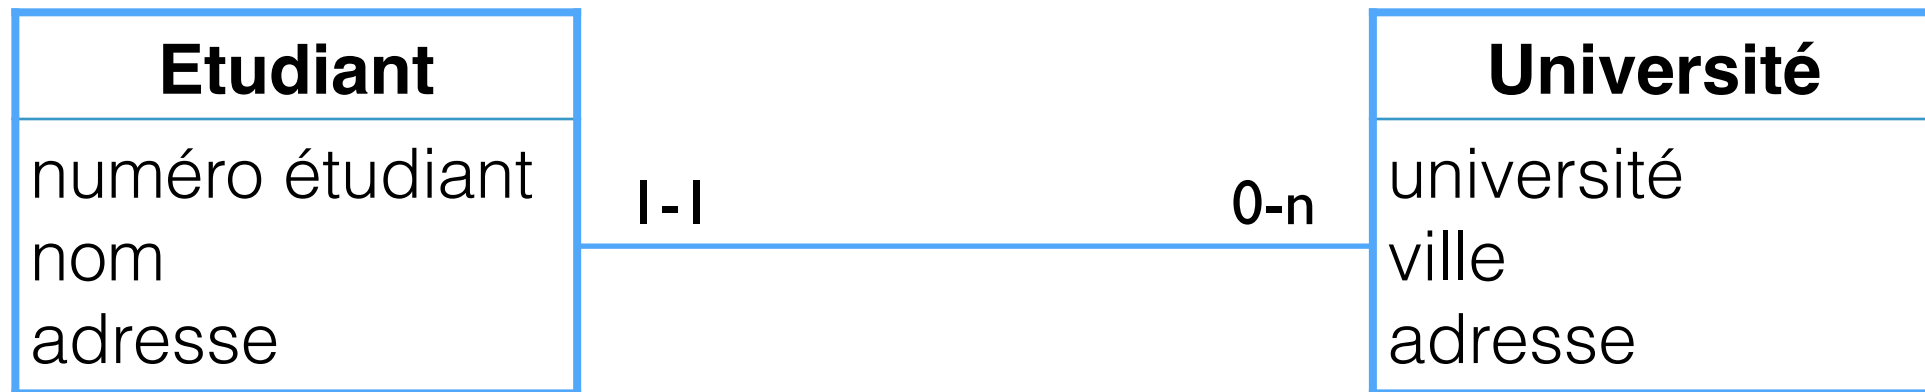 Etudiant
numéro étudiant
nom
adresse
1-1
0-n
Université
université
ville
adresse